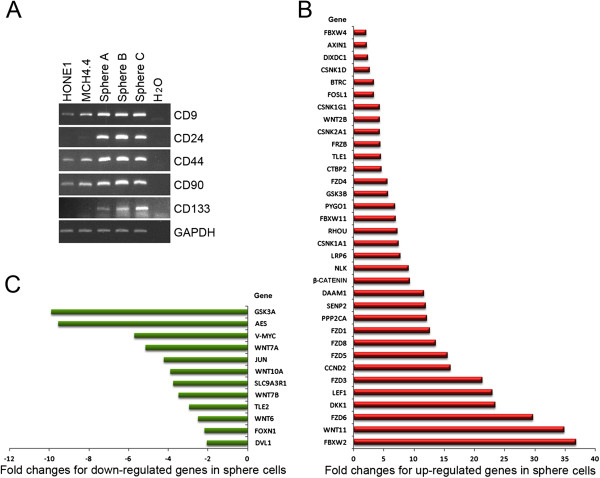 A
HONE1
MCH4.4
Sphere A
Sphere B
Sphere C
H2O
CD9
CD24
CD44
CD90
CD133
GAPDH
B
Gene
FBXW4
AXIN1
DIXDC1
CSNK1D
BTRC
FOSL1
CSNK1G1
WNT2B
CSNK2A1
FRZB
TLE1
CTBP2
FZD4
GSK3B
PYGO1
FBXW11
RHOU
CSNK1A1
LRP6
NLK
β-CATENIN
DAAM1
SENP2
PPP2CA
FZD1
FZD8
FZD5
CCND2
FZD3
LEF1
DKK1
FZD6
WNT11
FBXW2
0 5 10 15 20 25 30 35 40
Fold changes for up-regulated genes in sphere cells
C
Gene
GSK3A
AES
V-MYC
WNT7A
JUN
WNT10A
SLC9A3R1
WNT7B
TLE2
WNT6
FOXN1
DVL1
-12 -10 -8 -6 -4 -2 0
Fold changes for down-regulated genes in sphere cells